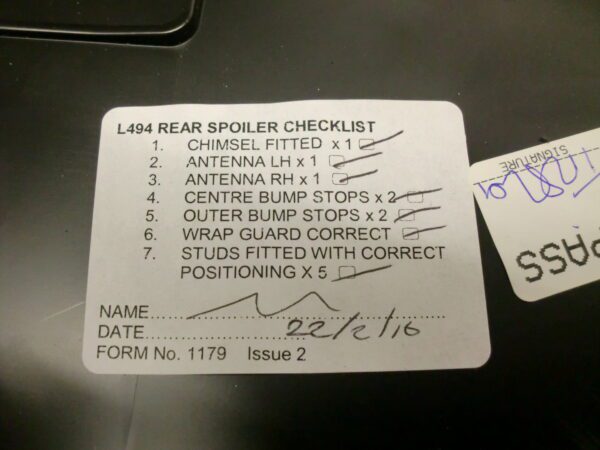 L494 REAR SPOILER CHECKLIST
1. CHIMSEL FITTED x 1
2. ANTENNA LH x 1
3. ANTENNA RH x 1
4. CENTRE BUMP STOPS x 2
5. OUTER BUMP STOPS x 2
6. WRAP GUARD CORRECT
7. STUDS FITTED WITH CORRECT
POSITIONING X 5
NAME
DATE 22/2/16
FORM No. 1179 Issue 2
SIGNATURE
PASS